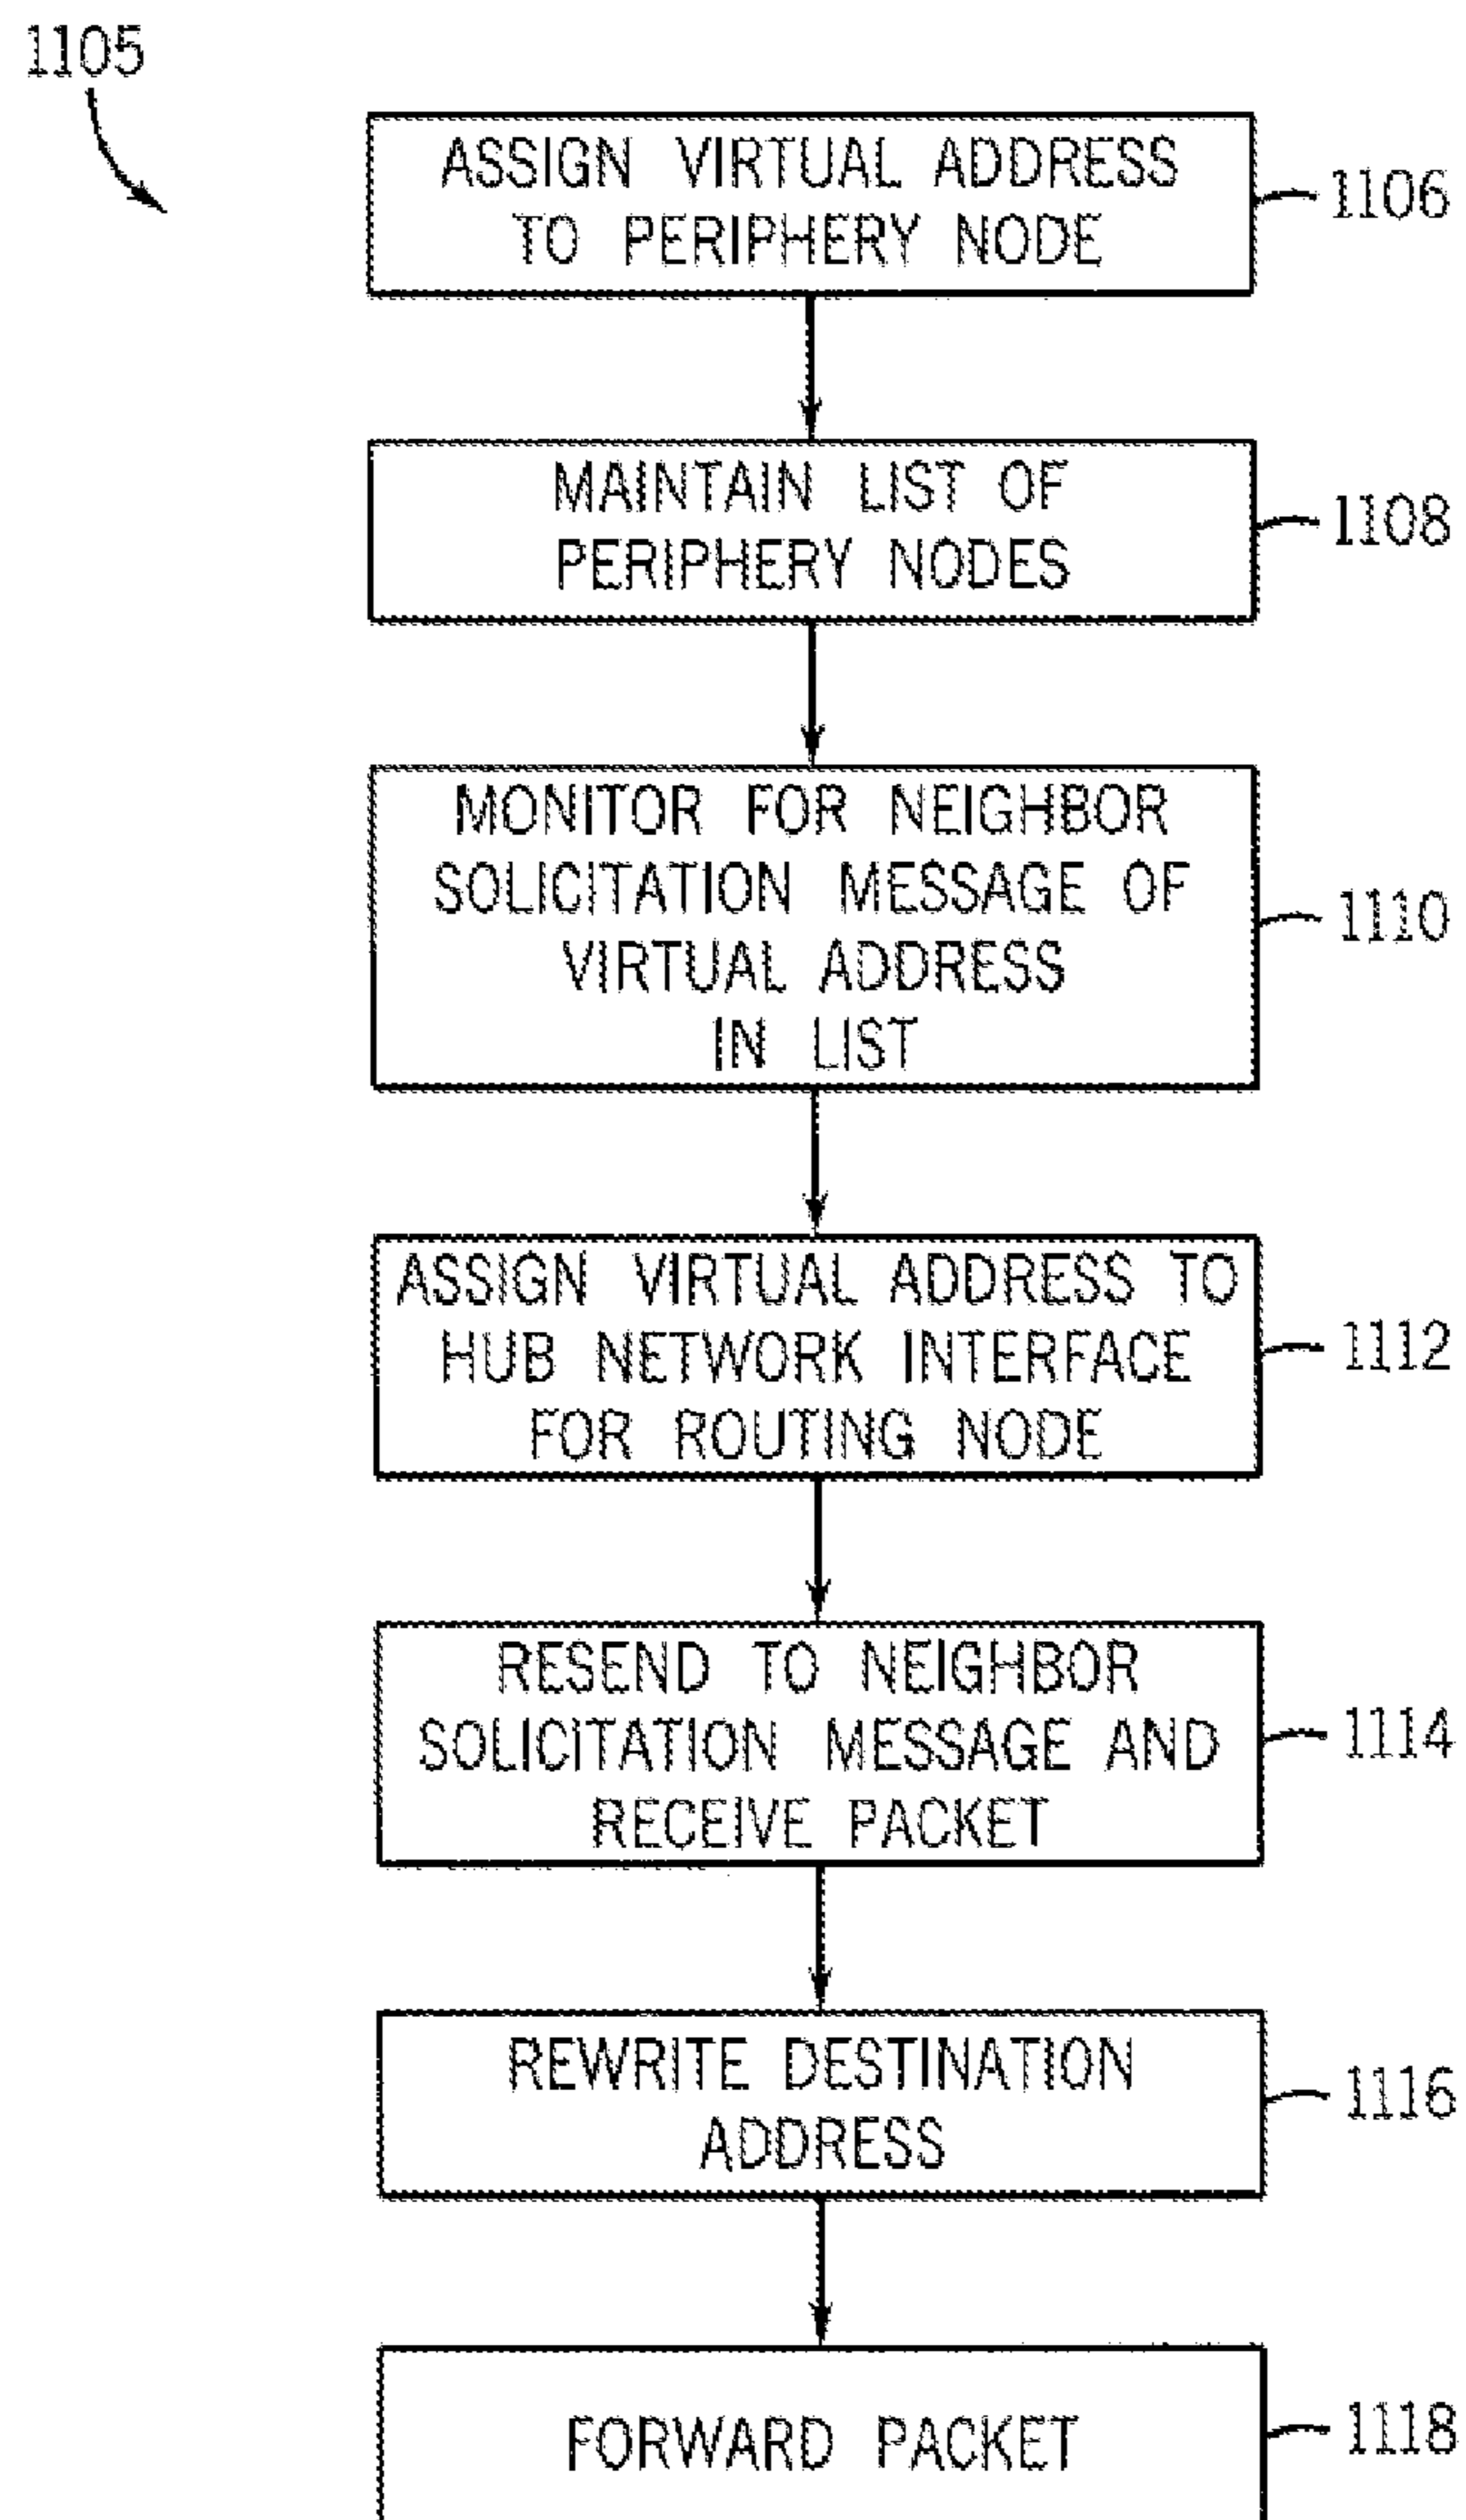 1105
ASSIGN VIRTUAL ADDRESS
TO PERIPHERY NODE
1106
MAINTAIN LIST OF
PERIPHERY NODES
1108
MONITOR FOR NEIGHBOR
SOLICITATION MESSAGE OF
VIRTUAL ADDRESS
IN LIST
1110
ASSIGN VIRTUAL ADDRESS TO
HUB NETWORK INTERFACE
FOR ROUTING NODE
1112
RESEND TO NEIGHBOR
SOLICITATION MESSAGE AND
RECEIVE PACKET
1114
REWRITE DESTINATION
ADDRESS
1116
FORWARD PACKET
1118